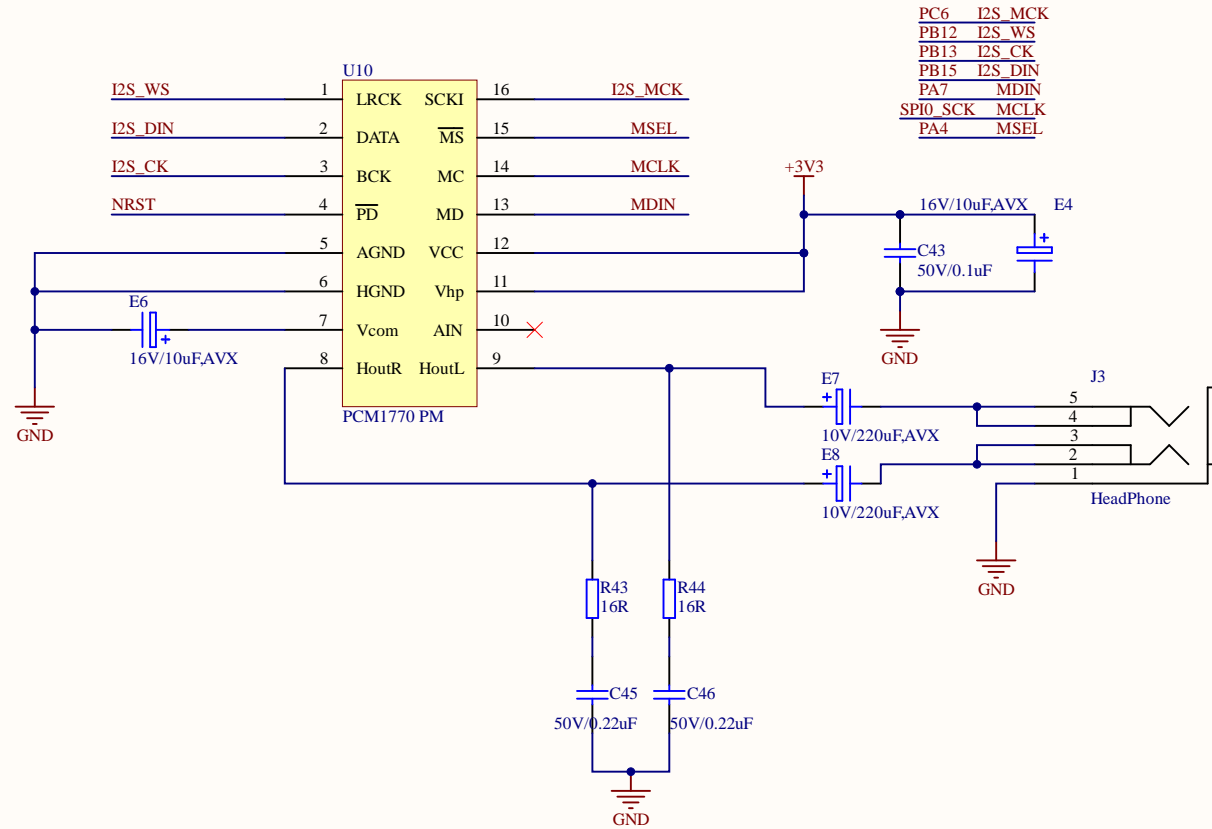 PC6 I2S_MCK
PB12 I2S_WS
PB13 I2S_CK
PB15 I2S_DIN
PA7 MDIN
SPI0_SCK MCLK
PA4 MSEL
U10
I2S_WS 1 LRCK SCKI 16 I2S_MCK
I2S_DIN 2 DATA MS 15 MSEL
I2S_CK 3 BCK MC 14 MCLK
NRST 4 PD MD 13 MDIN
5 AGND VCC 12
6 HGND Vhp 11
7 Vcom AIN 10
8 HoutR HoutL 9
PCM1770 PM
+3V3
16V/10uF,AVX E4
C43
50V/0.1uF
GND
E6
16V/10uF,AVX
GND
E7
10V/220uF,AVX
E8
10V/220uF,AVX
J3
5
4
3
2
1
HeadPhone
GND
R43
16R
R44
16R
C45
50V/0.22uF
C46
50V/0.22uF
GND